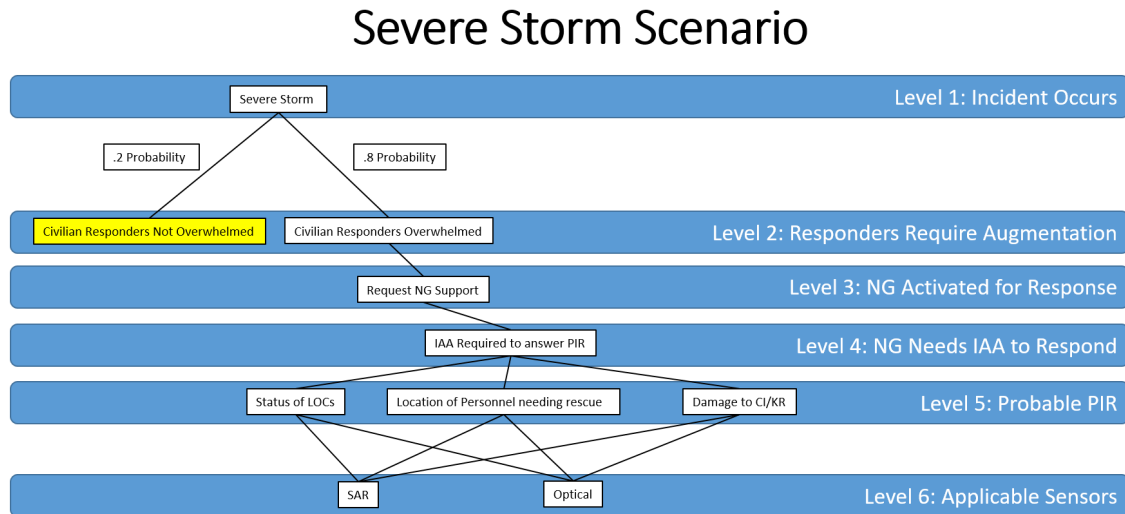 Severe Storm Scenario
Severe Storm
Level 1: Incident Occurs
.2 Probability
.8 Probability
Civilian Responders Not Overwhelmed
Civilian Responders Overwhelmed
Level 2: Responders Require Augmentation
Request NG Support
Level 3: NG Activated for Response
IAA Required to answer PIR
Level 4: NG Needs IAA to Respond
Status of LOCs
Location of Personnel needing rescue
Damage to CI/KR
Level 5: Probable PIR
SAR
Optical
Level 6: Applicable Sensors